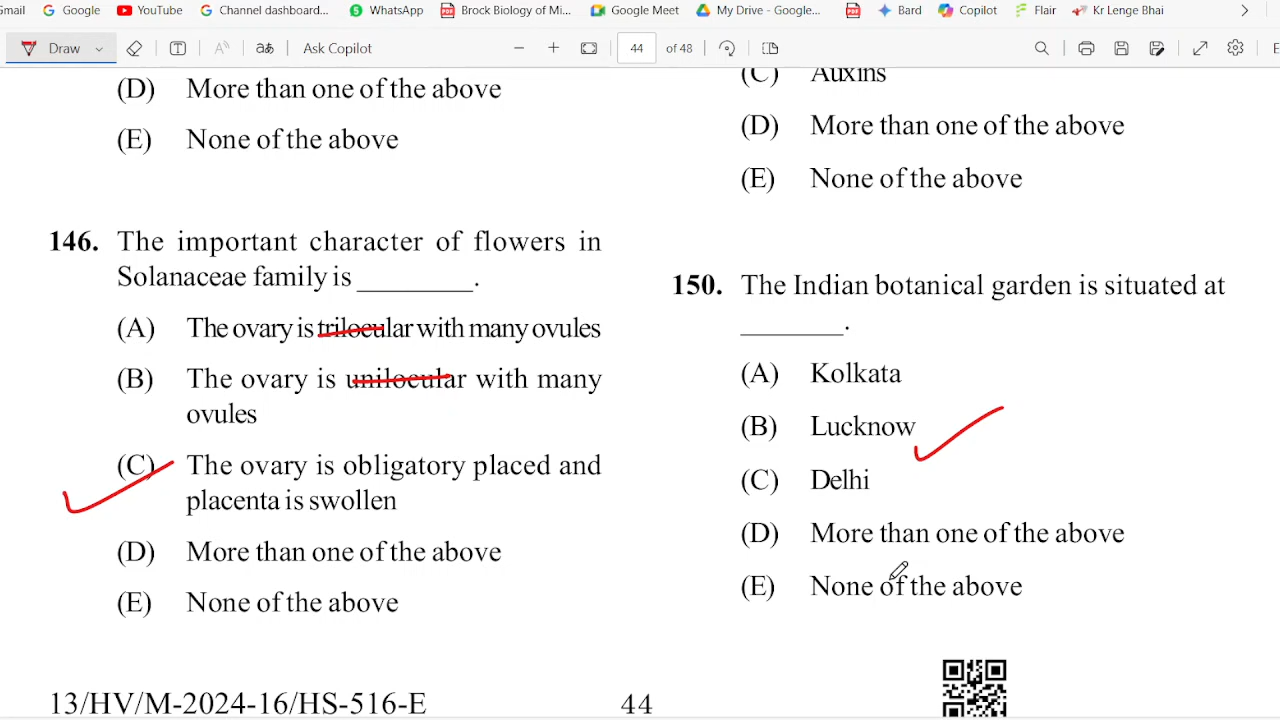 Gmail Google YouTube Channel dashboard... WhatsApp Brock Biology of Mi... Google Meet My Drive - Google... Bard Copilot Flair Kr Lenge Bhai
Draw T A aあ Ask Copilot 44 of 48
(D) More than one of the above
(E) None of the above
146. The important character of flowers in
Solanaceae family is ________.
(A) The ovary is trilocular with many ovules
(B) The ovary is unilocular with many
ovules
(C) The ovary is obligatory placed and
placenta is swollen
(D) More than one of the above
(E) None of the above
(C) Auxins
(D) More than one of the above
(E) None of the above
150. The Indian botanical garden is situated at
________.
(A) Kolkata
(B) Lucknow
(C) Delhi
(D) More than one of the above
(E) None of the above
13/HV/M-2024-16/HS-516-E 44